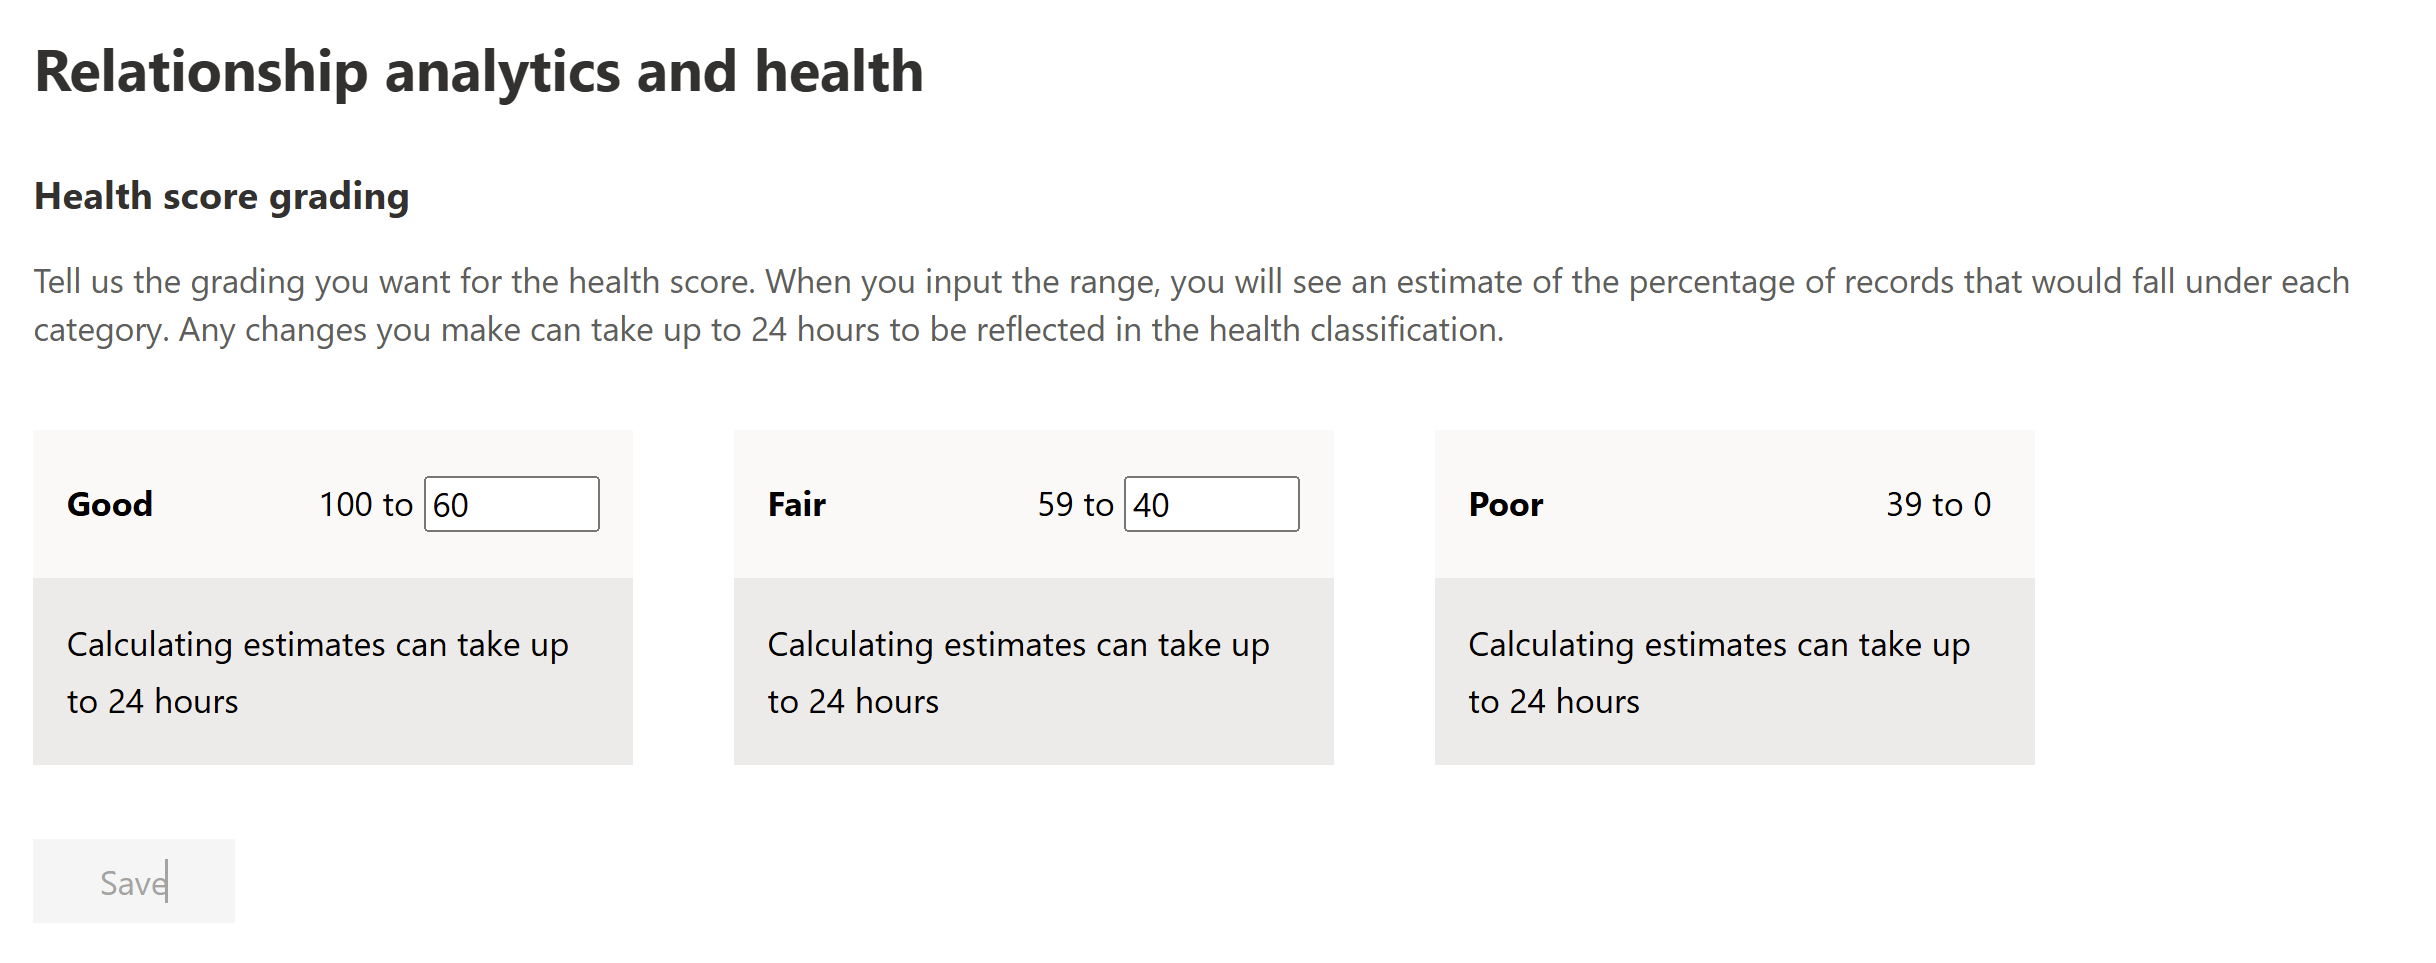 Relationship analytics and health
Health score grading
Tell us the grading you want for the health score. When you input the range, you will see an estimate of the percentage of records that would fall under each
category. Any changes you make can take up to 24 hours to be reflected in the health classification.
Good 100 to 60
Fair 59 to 40
Poor 39 to 0
Calculating estimates can take up
to 24 hours
Calculating estimates can take up
to 24 hours
Calculating estimates can take up
to 24 hours
Save